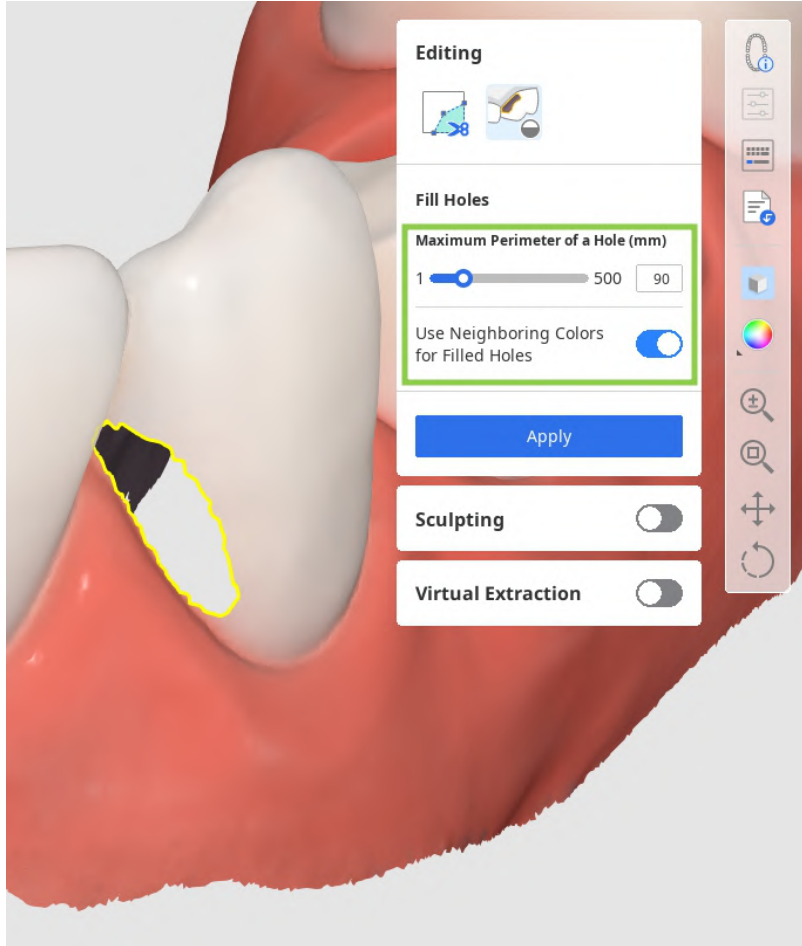 Editing
Fill Holes
Maximum Perimeter of a Hole (mm)
1 500 90
Use Neighboring Colors
for Filled Holes
Apply
Sculpting
Virtual Extraction